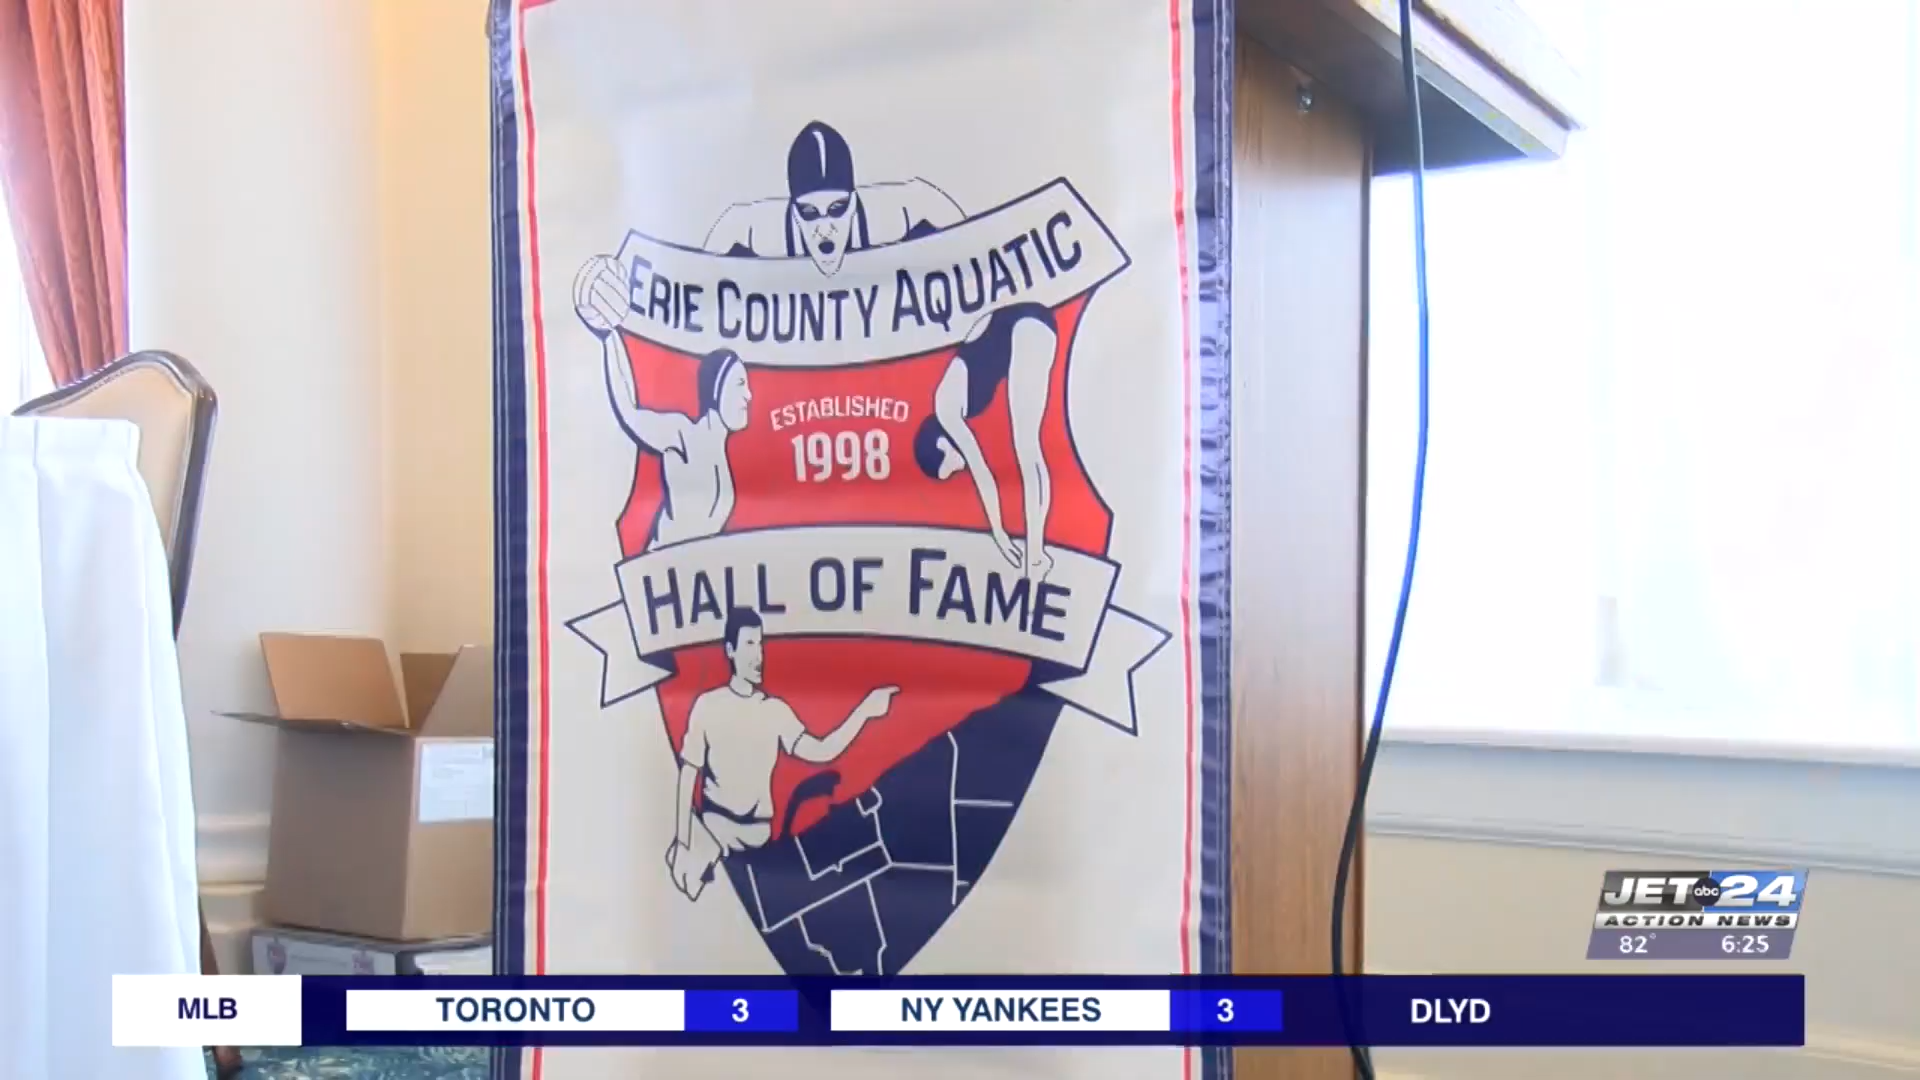 ERIE COUNTY AQUATIC
ESTABLISHED
1998
HALL OF FAME
JET abc 24
ACTION NEWS
82° 6:25
MLB TORONTO 3 NY YANKEES 3 DLYD